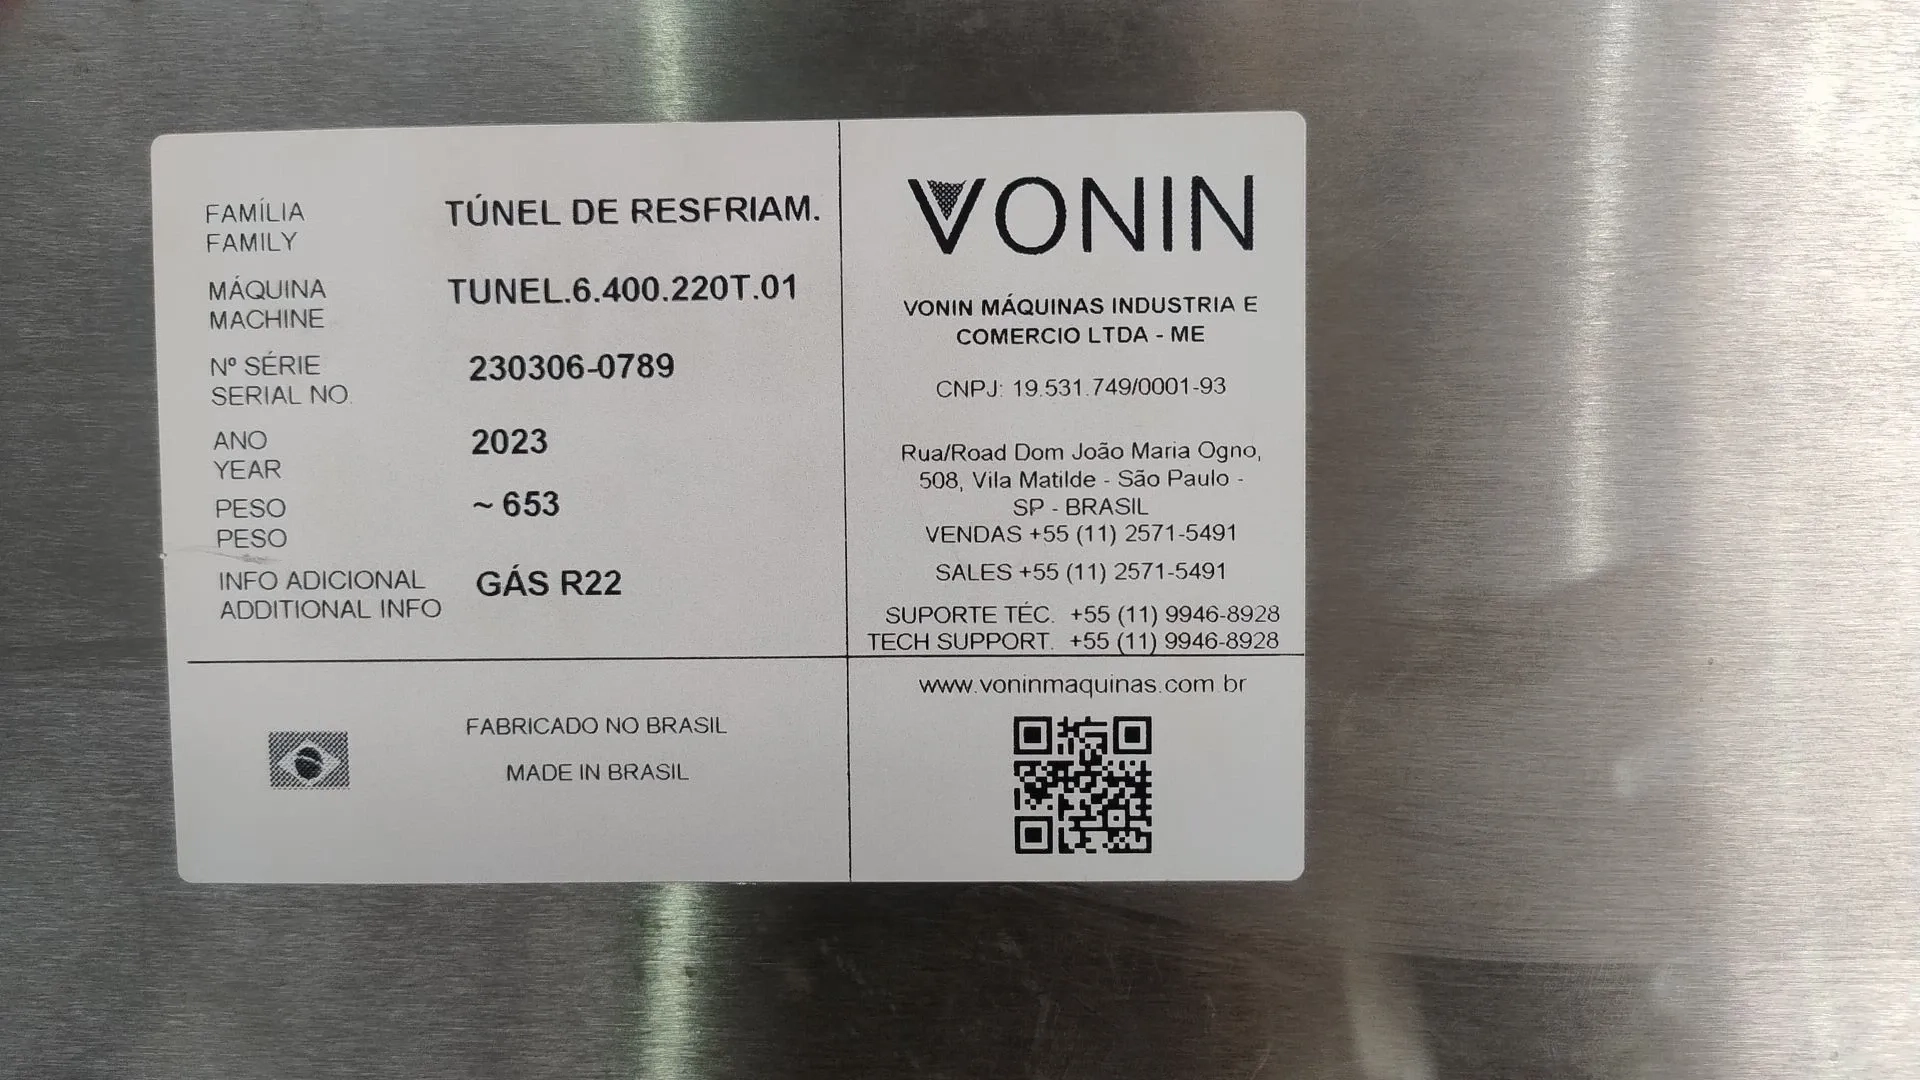 FAMÍLIA
FAMILY
TÚNEL DE RESFRIAM.
MÁQUINA
MACHINE
TUNEL.6.400.220T.01
Nº SÉRIE
SERIAL NO.
230306-0789
ANO
YEAR
2023
PESO
PESO
~ 653
INFO ADICIONAL
ADDITIONAL INFO
GÁS R22
FABRICADO NO BRASIL
MADE IN BRASIL
VONIN
VONIN MÁQUINAS INDUSTRIA E
COMERCIO LTDA - ME
CNPJ: 19.531.749/0001-93
Rua/Road Dom João Maria Ogno,
508, Vila Matilde - São Paulo -
SP - BRASIL
VENDAS +55 (11) 2571-5491
SALES +55 (11) 2571-5491
SUPORTE TÉC. +55 (11) 9946-8928
TECH SUPPORT. +55 (11) 9946-8928
www.voninmaquinas.com.br